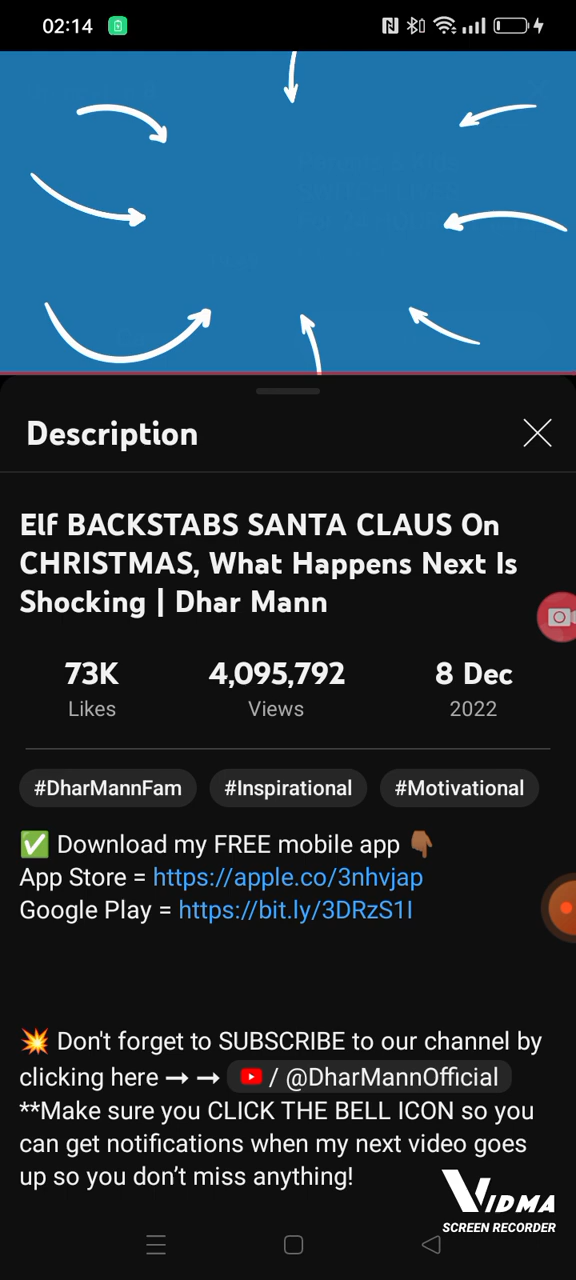 02:14
Description
Elf BACKSTABS SANTA CLAUS On
CHRISTMAS, What Happens Next Is
Shocking | Dhar Mann
73K 4,095,792 8 Dec
Likes Views 2022
#DharMannFam #Inspirational #Motivational
✅ Download my FREE mobile app 👇🏾
App Store = https://apple.co/3nhvjap
Google Play = https://bit.ly/3DRzS1I
💥 Don't forget to SUBSCRIBE to our channel by
clicking here ➞ ➞ / @DharMannOfficial
**Make sure you CLICK THE BELL ICON so you
can get notifications when my next video goes
up so you don’t miss anything!
VIDMA
SCREEN RECORDER